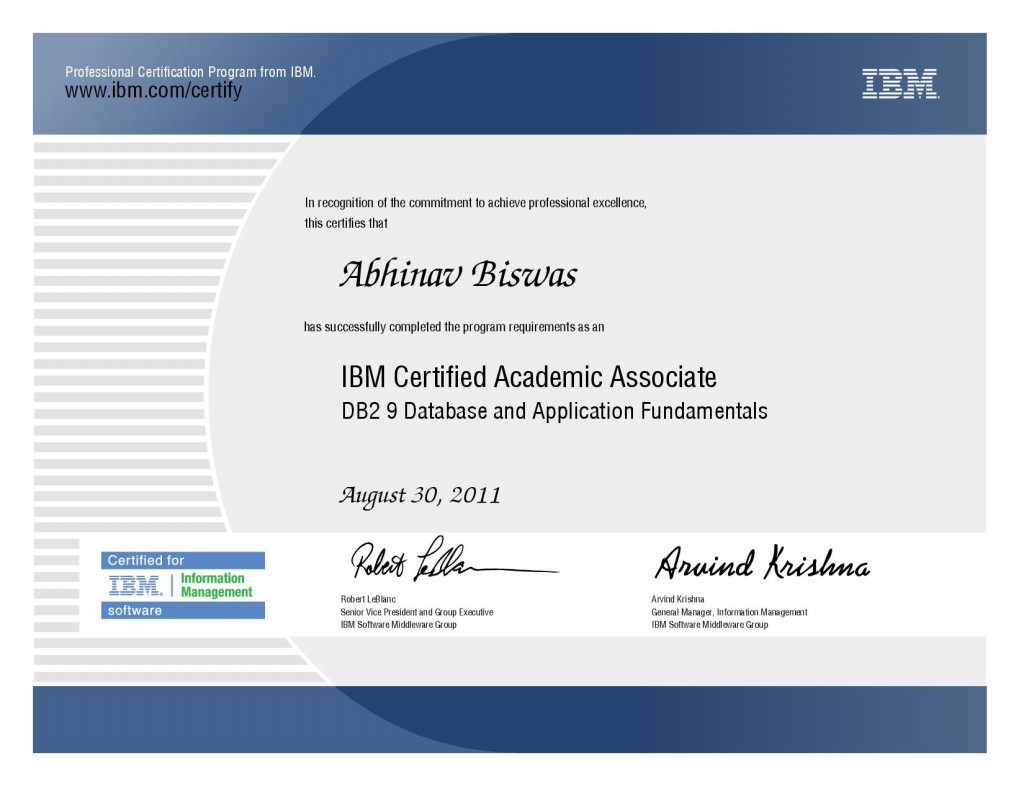 Professional Certification Program from IBM.
www.ibm.com/certify
IBM.
In recognition of the commitment to achieve professional excellence,
this certifies that
Abhinav Biswas
has successfully completed the program requirements as an
IBM Certified Academic Associate
DB2 9 Database and Application Fundamentals
August 30, 2011
Certified for
IBM. | Information
Management
software
Robert LeBlanc
Robert LeBlanc
Senior Vice President and Group Executive
IBM Software Middleware Group
Arvind Krishna
Arvind Krishna
General Manager, Information Management
IBM Software Middleware Group